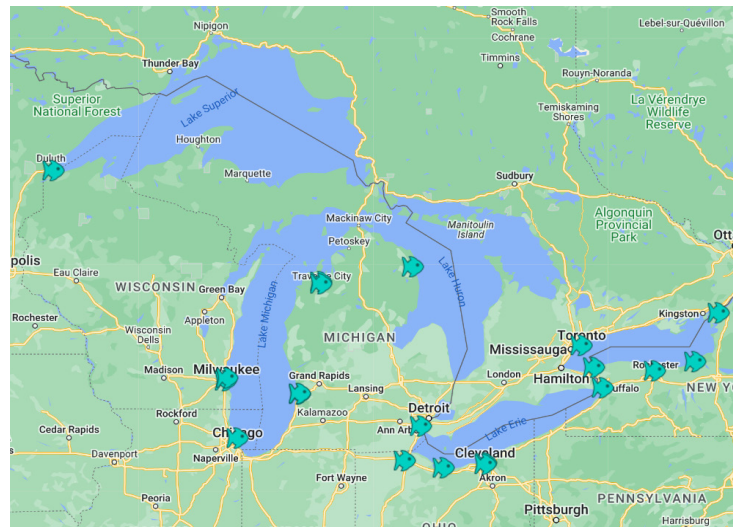 Smooth
Rock Falls
Cochrane
Lebel-sur-Quévillon
Nipigon
Thunder Bay
Timmins
Rouyn-Noranda
Superior
National Forest
Lake Superior
La Vérendrye
Wildlife
Reserve
Temiskaming
Shores
Houghton
Duluth
Marquette
Sudbury
Mackinaw City
Manitoulin
Island
Algonquin
Provincial
Park
Ott
polis
Petoskey
Eau Claire
WISCONSIN
Green Bay
Traverse City
Lake Huron
Rochester
Appleton
Lake Michigan
Kingston
Wisconsin
Dells
MICHIGAN
Toronto
Mississauga
Madison
Milwaukee
Grand Rapids
London
Hamilton
Rochester
NEW YO
Lansing
Buffalo
Rockford
Kalamazoo
Detroit
Ann Arb
Lake Erie
Cedar Rapids
Chicago
Naperville
Davenport
Cleveland
Fort Wayne
Akron
Peoria
PENNSYLVANIA
Pittsburgh
Harrisburg
OHIO